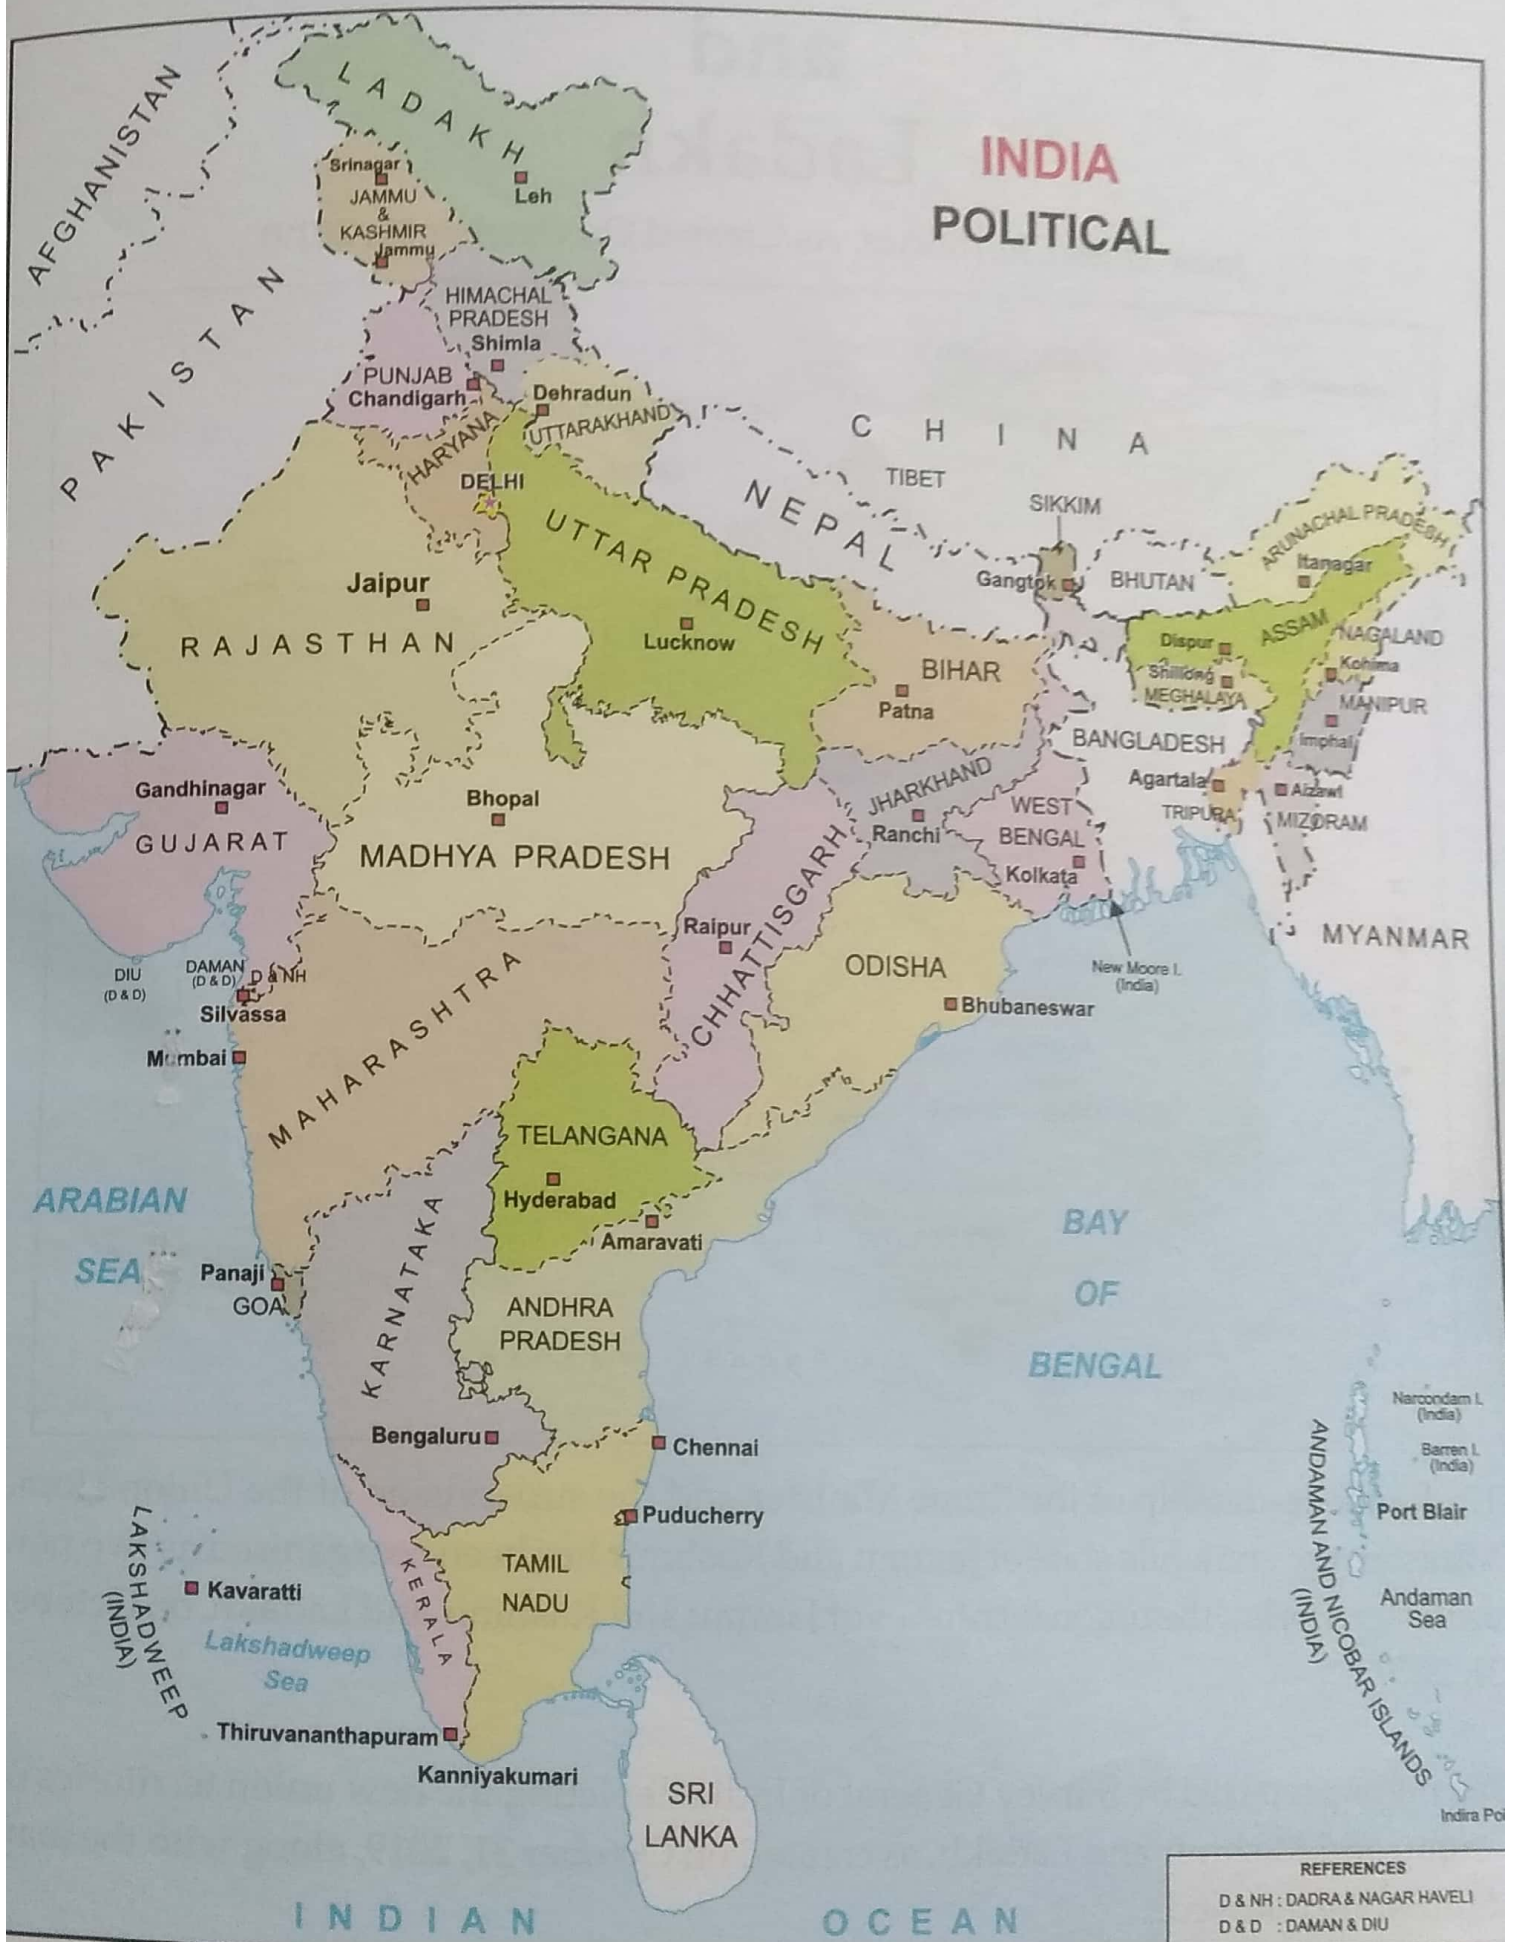 INDIA
POLITICAL
AFGHANISTAN
PAKISTAN
LADAKH
Leh
Srinagar
JAMMU
&
KASHMIR
Jammu
HIMACHAL
PRADESH
Shimla
PUNJAB
Chandigarh
Dehradun
UTTARAKHAND
HARYANA
DELHI
CHINA
TIBET
NEPAL
SIKKIM
Gangtok
BHUTAN
ARUNACHAL PRADESH
Itanagar
UTTAR PRADESH
Lucknow
Jaipur
RAJASTHAN
BIHAR
Patna
ASSAM
Dispur
NAGALAND
Kohima
Shillong
MEGHALAYA
MANIPUR
Imphal
BANGLADESH
Agartala
TRIPURA
Aizawl
MIZORAM
Gandhinagar
GUJARAT
Bhopal
MADHYA PRADESH
JHARKHAND
Ranchi
WEST
BENGAL
Kolkata
CHHATTISGARH
Raipur
ODISHA
Bhubaneswar
New Moore I.
(India)
MYANMAR
DIU
(D & D)
DAMAN
(D & D)
D & NH
Silvassa
Mumbai
MAHARASHTRA
TELANGANA
Hyderabad
Amaravati
ARABIAN
SEA
BAY
OF
BENGAL
Panaji
GOA
KARNATAKA
ANDHRA
PRADESH
Bengaluru
Chennai
Puducherry
TAMIL
NADU
KERALA
LAKSHADWEEP
(INDIA)
Kavaratti
Lakshadweep
Sea
Thiruvananthapuram
Kanniyakumari
SRI
LANKA
Narcondam I.
(India)
Barren I.
(India)
Port Blair
Andaman
Sea
ANDAMAN AND NICOBAR ISLANDS
(INDIA)
Indira Poi
INDIAN OCEAN
REFERENCES
D & NH : DADRA & NAGAR HAVELI
D & D : DAMAN & DIU